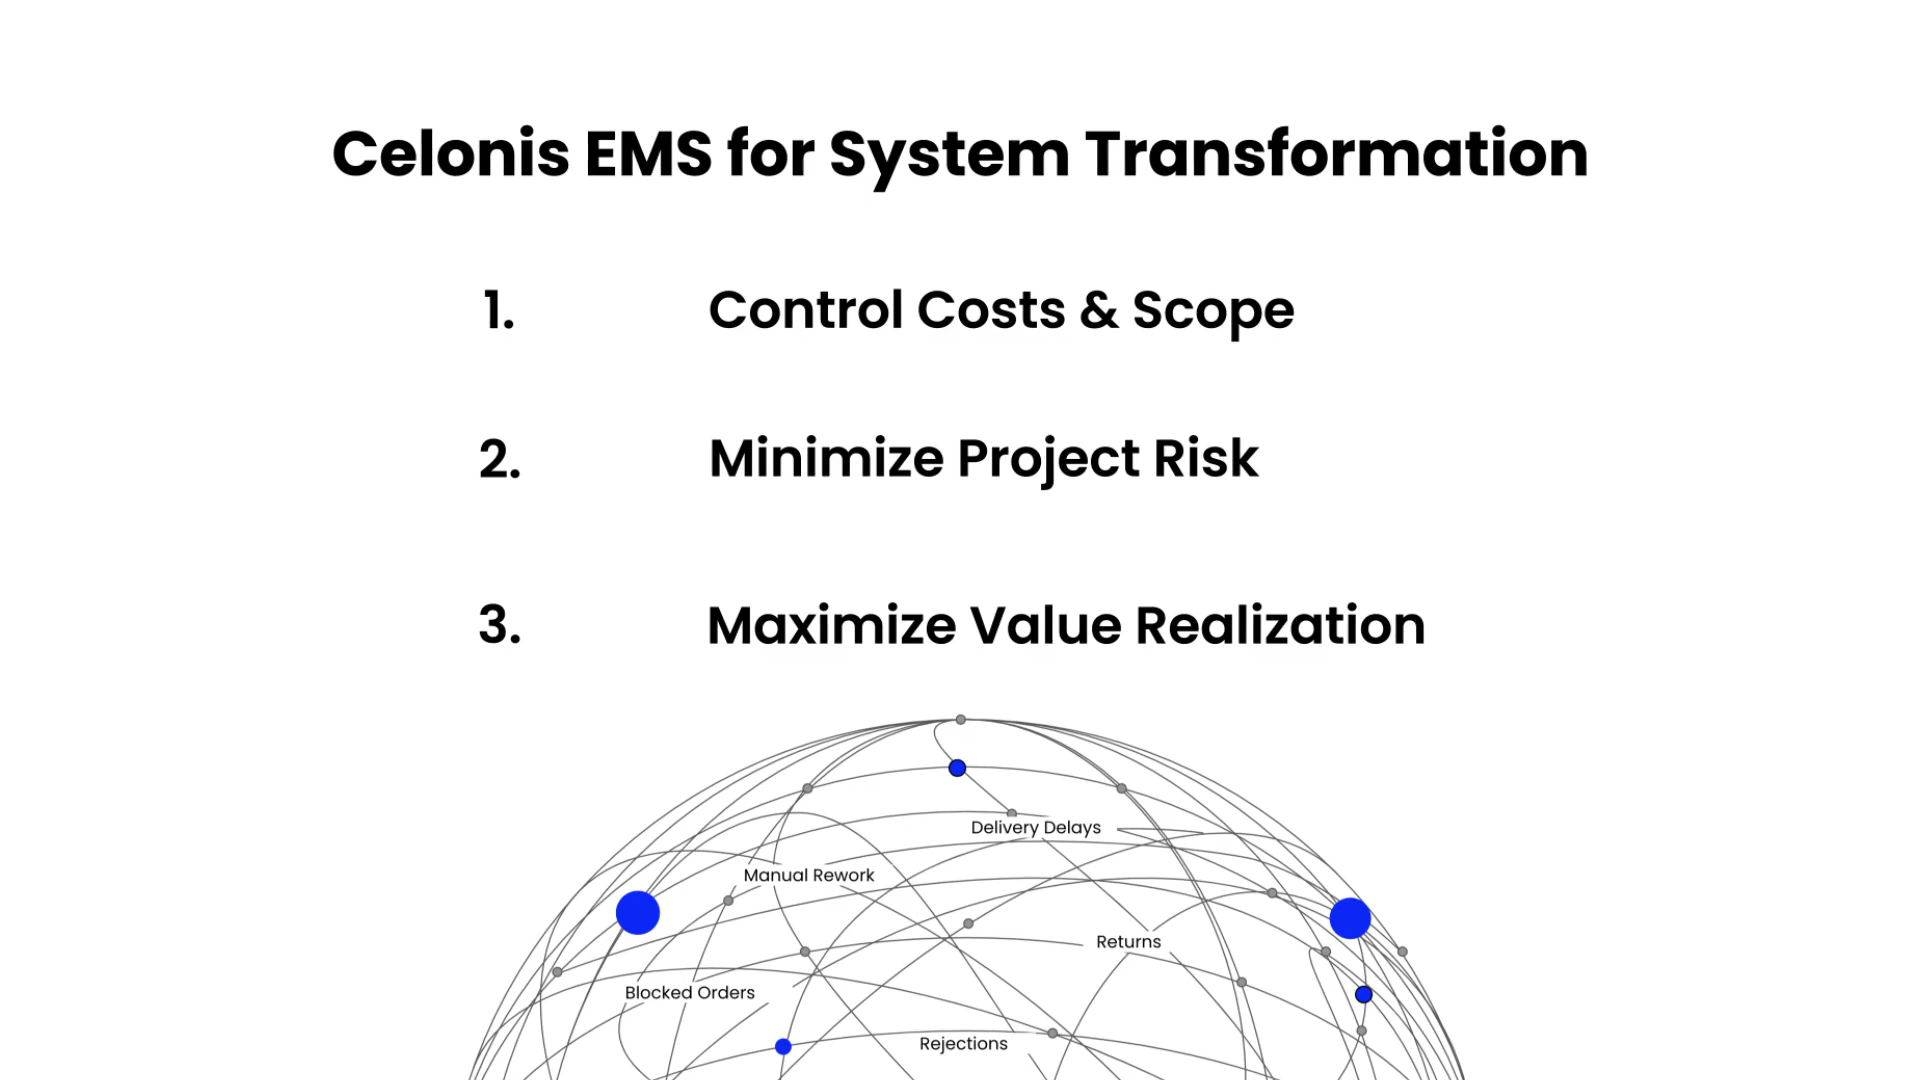 Celonis EMS for System Transformation
1. Control Costs & Scope
2. Minimize Project Risk
3. Maximize Value Realization
Delivery Delays
Manual Rework
Returns
Blocked Orders
Rejections